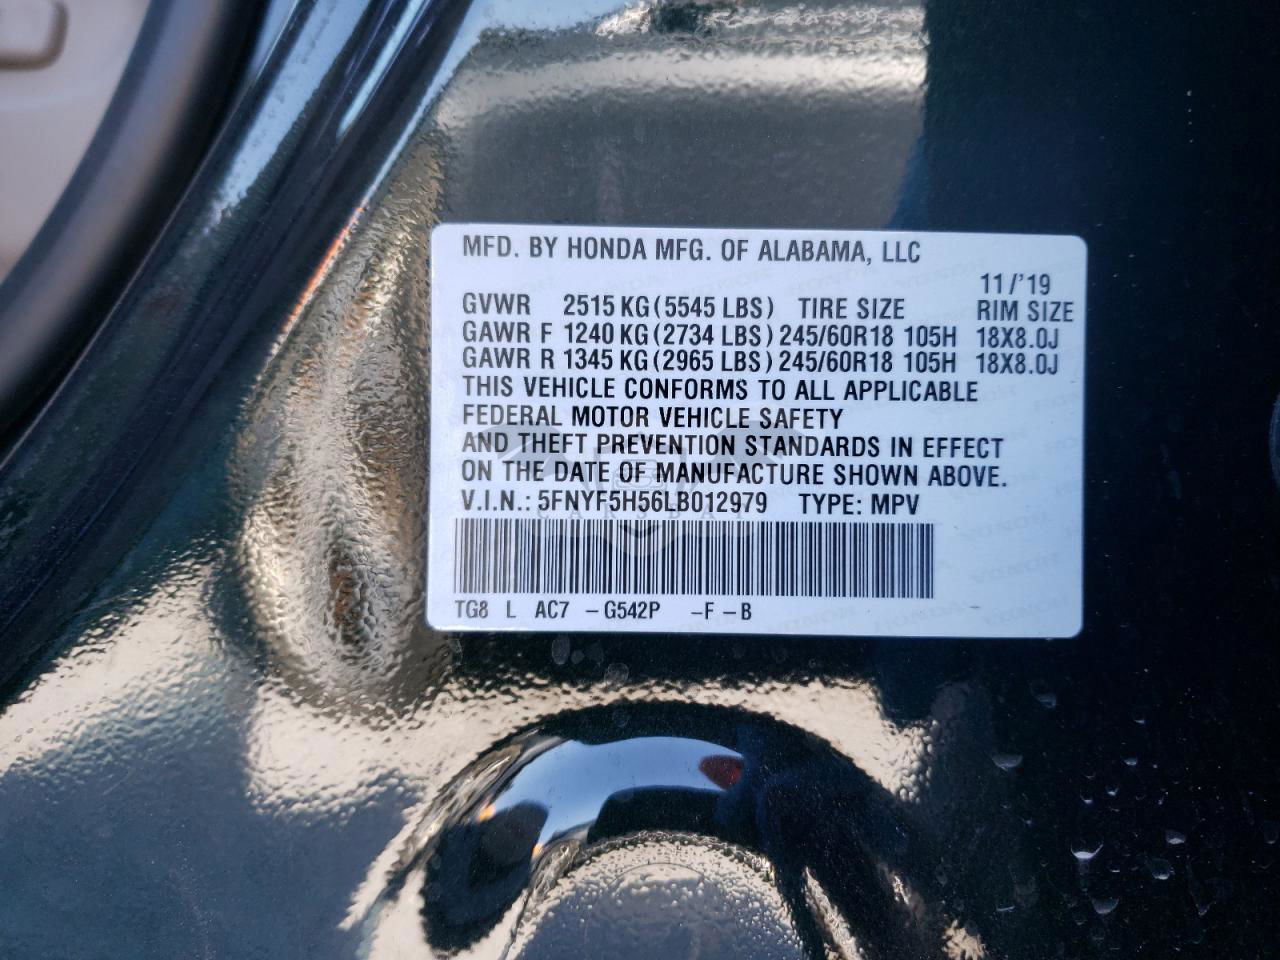 MFD. BY HONDA MFG. OF ALABAMA, LLC
11/'19
GVWR 2515 KG (5545 LBS) TIRE SIZE RIM SIZE
GAWR F 1240 KG (2734 LBS) 245/60R18 105H 18X8.0J
GAWR R 1345 KG (2965 LBS) 245/60R18 105H 18X8.0J
THIS VEHICLE CONFORMS TO ALL APPLICABLE
FEDERAL MOTOR VEHICLE SAFETY
AND THEFT PREVENTION STANDARDS IN EFFECT
ON THE DATE OF MANUFACTURE SHOWN ABOVE.
V.I.N.: 5FNYF5H56LB012979 TYPE: MPV
TG8 L AC7 -G542P -F -B